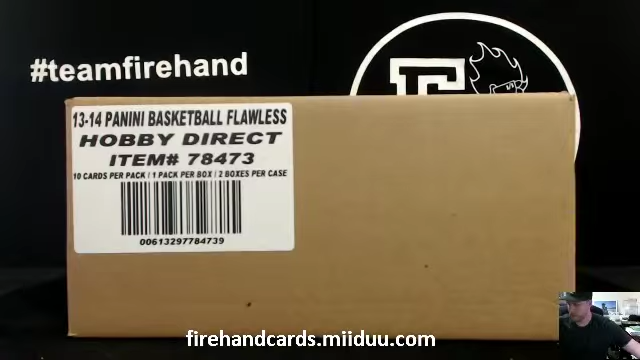 #teamfirehand
13-14 PANINI BASKETBALL FLAWLESS
HOBBY DIRECT
ITEM# 78473
10 CARDS PER PACK / 1 PACK PER BOX / 2 BOXES PER CASE
00613297784739
firehandcards.miiduu.com